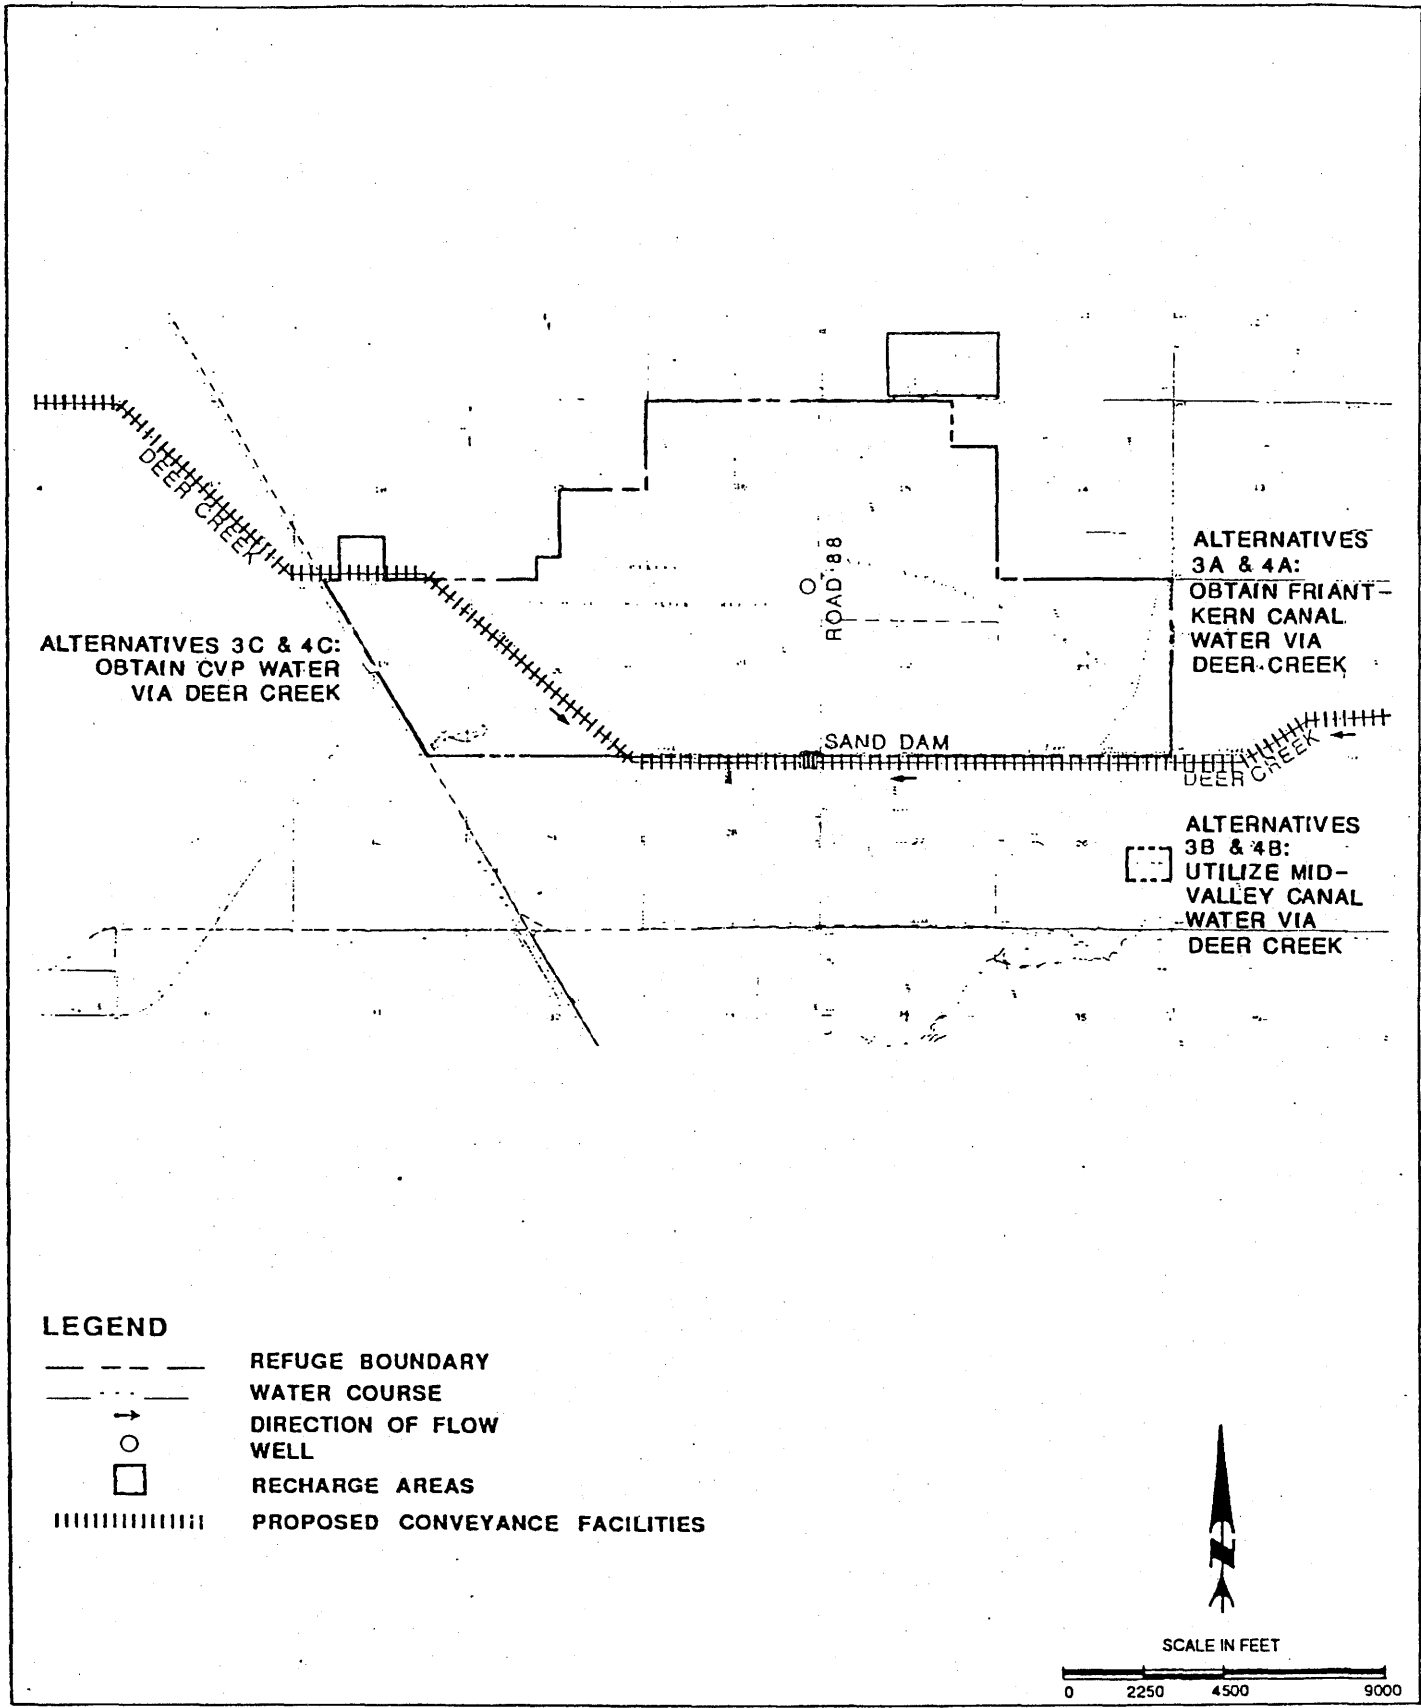 DEER CREEK
ROAD 88
ALTERNATIVES
3A & 4A:
OBTAIN FRIANT-
KERN CANAL
WATER VIA
DEER CREEK
ALTERNATIVES 3C & 4C:
OBTAIN CVP WATER
VIA DEER CREEK
SAND DAM
DEER CREEK
ALTERNATIVES
3B & 4B:
UTILIZE MID-
VALLEY CANAL
WATER VIA
DEER CREEK
LEGEND
REFUGE BOUNDARY
WATER COURSE
DIRECTION OF FLOW
WELL
RECHARGE AREAS
PROPOSED CONVEYANCE FACILITIES
N
SCALE IN FEET
0 2250 4500 9000